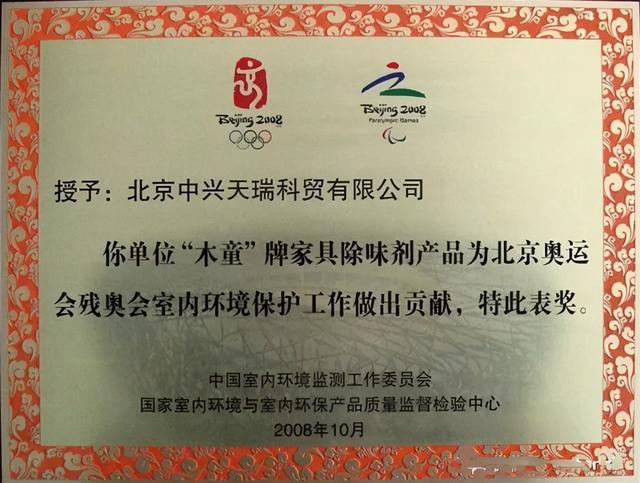 Beijing 2008
Beijing 2008
Paralympic Games
授予：北京中兴天瑞科贸有限公司
你单位“木童”牌家具除味剂产品为北京奥运
会残奥会室内环境保护工作做出贡献，特此表奖。
中国室内环境监测工作委员会
国家室内环境与室内环保产品质量监督检验中心
2008年10月